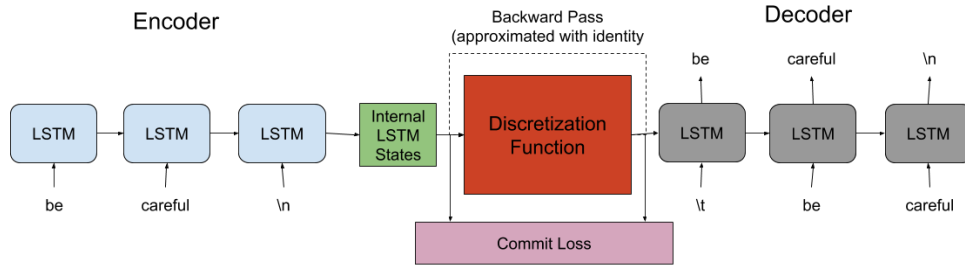 Encoder
Backward Pass
(approximated with identity
Decoder
be
careful
\n
LSTM
LSTM
LSTM
Internal
LSTM
States
Discretization
Function
LSTM
LSTM
LSTM
be
careful
\n
\t
be
careful
Commit Loss